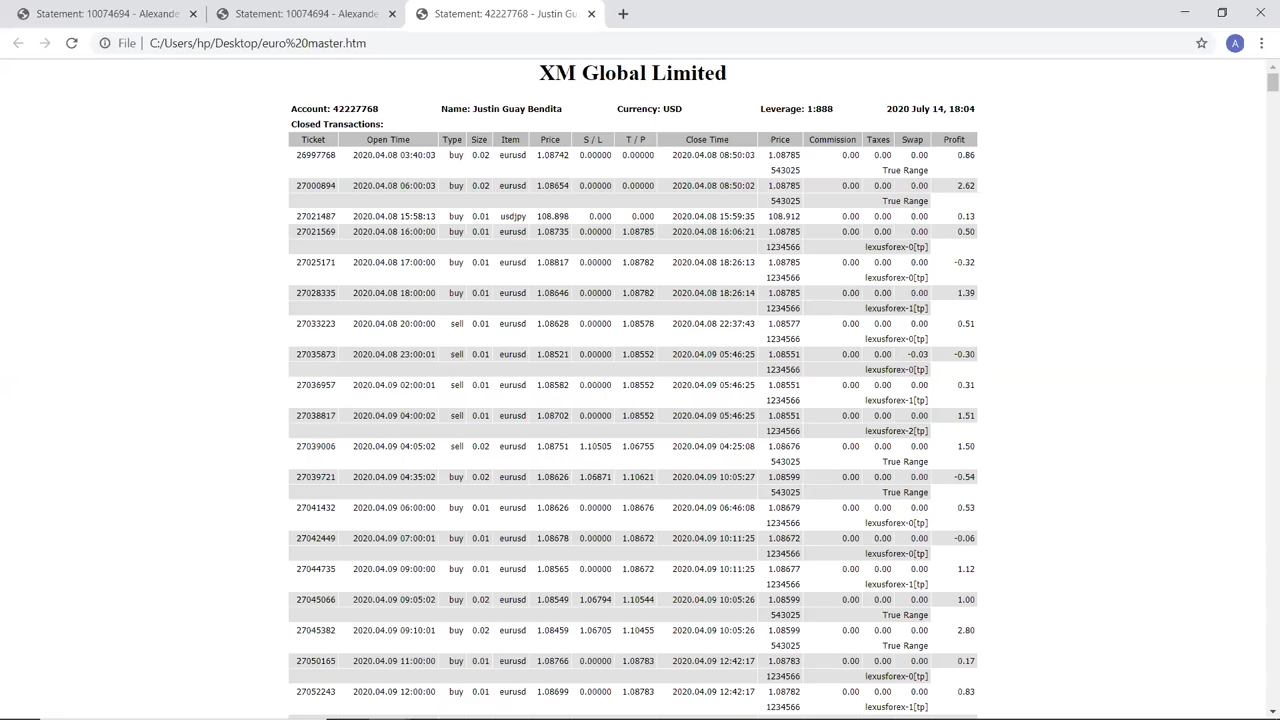 Statement: 10074694 - Alexande
Statement: 10074694 - Alexande
Statement: 42227768 - Justin Gu
File C:/Users/hp/Desktop/euro%20master.htm
A
XM Global Limited
Account: 42227768 Name: Justin Guay Bendita Currency: USD Leverage: 1:888 2020 July 14, 18:04
Closed Transactions:
Ticket Open Time Type Size Item Price S / L T / P Close Time Price Commission Taxes Swap Profit
26997768 2020.04.08 03:40:03 buy 0.02 eurusd 1.08742 0.00000 0.00000 2020.04.08 08:50:03 1.08785 0.00 0.00 0.00 0.86
543025 True Range
27000894 2020.04.08 06:00:03 buy 0.02 eurusd 1.08654 0.00000 0.00000 2020.04.08 08:50:02 1.08785 0.00 0.00 0.00 2.62
543025 True Range
27021487 2020.04.08 15:58:13 buy 0.01 usdjpy 108.898 0.000 0.000 2020.04.08 15:59:35 108.912 0.00 0.00 0.00 0.13
27021569 2020.04.08 16:00:00 buy 0.01 eurusd 1.08735 0.00000 1.08785 2020.04.08 16:06:21 1.08785 0.00 0.00 0.00 0.50
1234566 lexusforex-0[tp]
27025171 2020.04.08 17:00:00 buy 0.01 eurusd 1.08817 0.00000 1.08782 2020.04.08 18:26:13 1.08785 0.00 0.00 0.00 -0.32
1234566 lexusforex-0[tp]
27028335 2020.04.08 18:00:00 buy 0.01 eurusd 1.08646 0.00000 1.08782 2020.04.08 18:26:14 1.08785 0.00 0.00 0.00 1.39
1234566 lexusforex-1[tp]
27033223 2020.04.08 20:00:00 sell 0.01 eurusd 1.08628 0.00000 1.08578 2020.04.08 22:37:43 1.08577 0.00 0.00 0.00 0.51
1234566 lexusforex-0[tp]
27035873 2020.04.08 23:00:01 sell 0.01 eurusd 1.08521 0.00000 1.08552 2020.04.09 05:46:25 1.08551 0.00 0.00 -0.03 -0.30
1234566 lexusforex-0[tp]
27036957 2020.04.09 02:00:01 sell 0.01 eurusd 1.08582 0.00000 1.08552 2020.04.09 05:46:25 1.08551 0.00 0.00 0.00 0.31
1234566 lexusforex-1[tp]
27038817 2020.04.09 04:00:02 sell 0.01 eurusd 1.08702 0.00000 1.08552 2020.04.09 05:46:25 1.08551 0.00 0.00 0.00 1.51
1234566 lexusforex-2[tp]
27039006 2020.04.09 04:05:02 sell 0.02 eurusd 1.08751 1.10505 1.06755 2020.04.09 04:25:08 1.08676 0.00 0.00 0.00 1.50
543025 True Range
27039721 2020.04.09 04:35:02 buy 0.02 eurusd 1.08626 1.06871 1.10621 2020.04.09 10:05:27 1.08599 0.00 0.00 0.00 -0.54
543025 True Range
27041432 2020.04.09 06:00:00 buy 0.01 eurusd 1.08626 0.00000 1.08676 2020.04.09 06:46:08 1.08679 0.00 0.00 0.00 0.53
1234566 lexusforex-0[tp]
27042449 2020.04.09 07:00:01 buy 0.01 eurusd 1.08678 0.00000 1.08672 2020.04.09 10:11:25 1.08672 0.00 0.00 0.00 -0.06
1234566 lexusforex-0[tp]
27044735 2020.04.09 09:00:00 buy 0.01 eurusd 1.08565 0.00000 1.08672 2020.04.09 10:11:25 1.08677 0.00 0.00 0.00 1.12
1234566 lexusforex-1[tp]
27045066 2020.04.09 09:05:02 buy 0.02 eurusd 1.08549 1.06794 1.10544 2020.04.09 10:05:26 1.08599 0.00 0.00 0.00 1.00
543025 True Range
27045382 2020.04.09 09:10:01 buy 0.02 eurusd 1.08459 1.06705 1.10455 2020.04.09 10:05:26 1.08599 0.00 0.00 0.00 2.80
543025 True Range
27050165 2020.04.09 11:00:00 buy 0.01 eurusd 1.08766 0.00000 1.08783 2020.04.09 12:42:17 1.08783 0.00 0.00 0.00 0.17
1234566 lexusforex-0[tp]
27052243 2020.04.09 12:00:00 buy 0.01 eurusd 1.08699 0.00000 1.08783 2020.04.09 12:42:17 1.08782 0.00 0.00 0.00 0.83
1234566 lexusforex-1[tp]